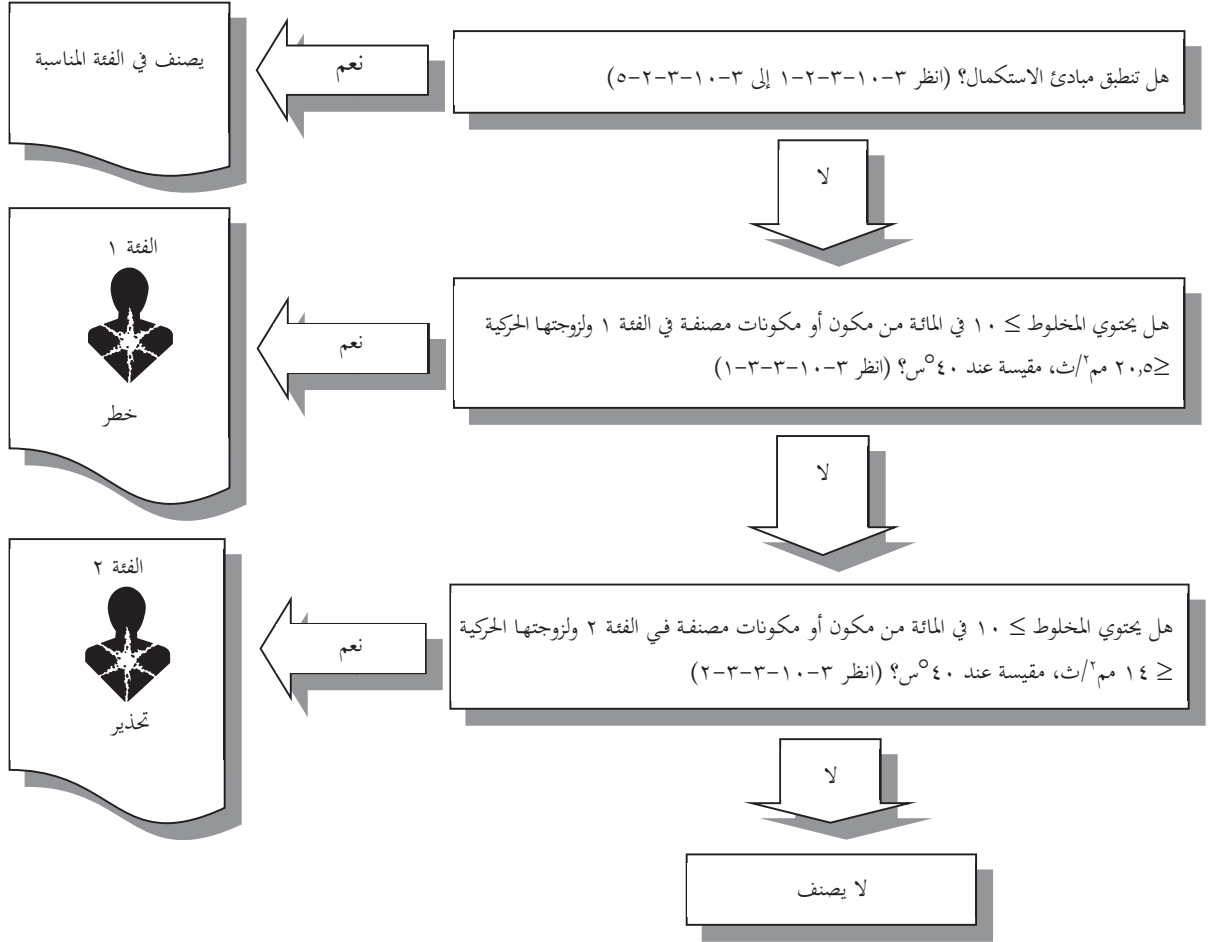 هل تنطبق مبادئ الاستكمال؟ (انظر ٣-١٠-٣-٢-١ إلى ٣-١٠-٣-٢-٥)
نعم
يصنف في الفئة المناسبة
لا
هل يحتوي المخلوط ≥ ١٠ في المائة من مكون أو مكونات مصنفة في الفئة ١ ولزوجتها الحركية
≤٢٠,٥ مم٢/ث، مقيسة عند ٤٠°س؟ (انظر ٣-١٠-٣-٣-١)
نعم
الفئة ١
خطر
لا
هل يحتوي المخلوط ≥ ١٠ في المائة من مكون أو مكونات مصنفة في الفئة ٢ ولزوجتها الحركية
≤ ١٤ مم٢/ث، مقيسة عند ٤٠°س؟ (انظر ٣-١٠-٣-٣-٢)
نعم
الفئة ٢
تحذير
لا
لا يصنف